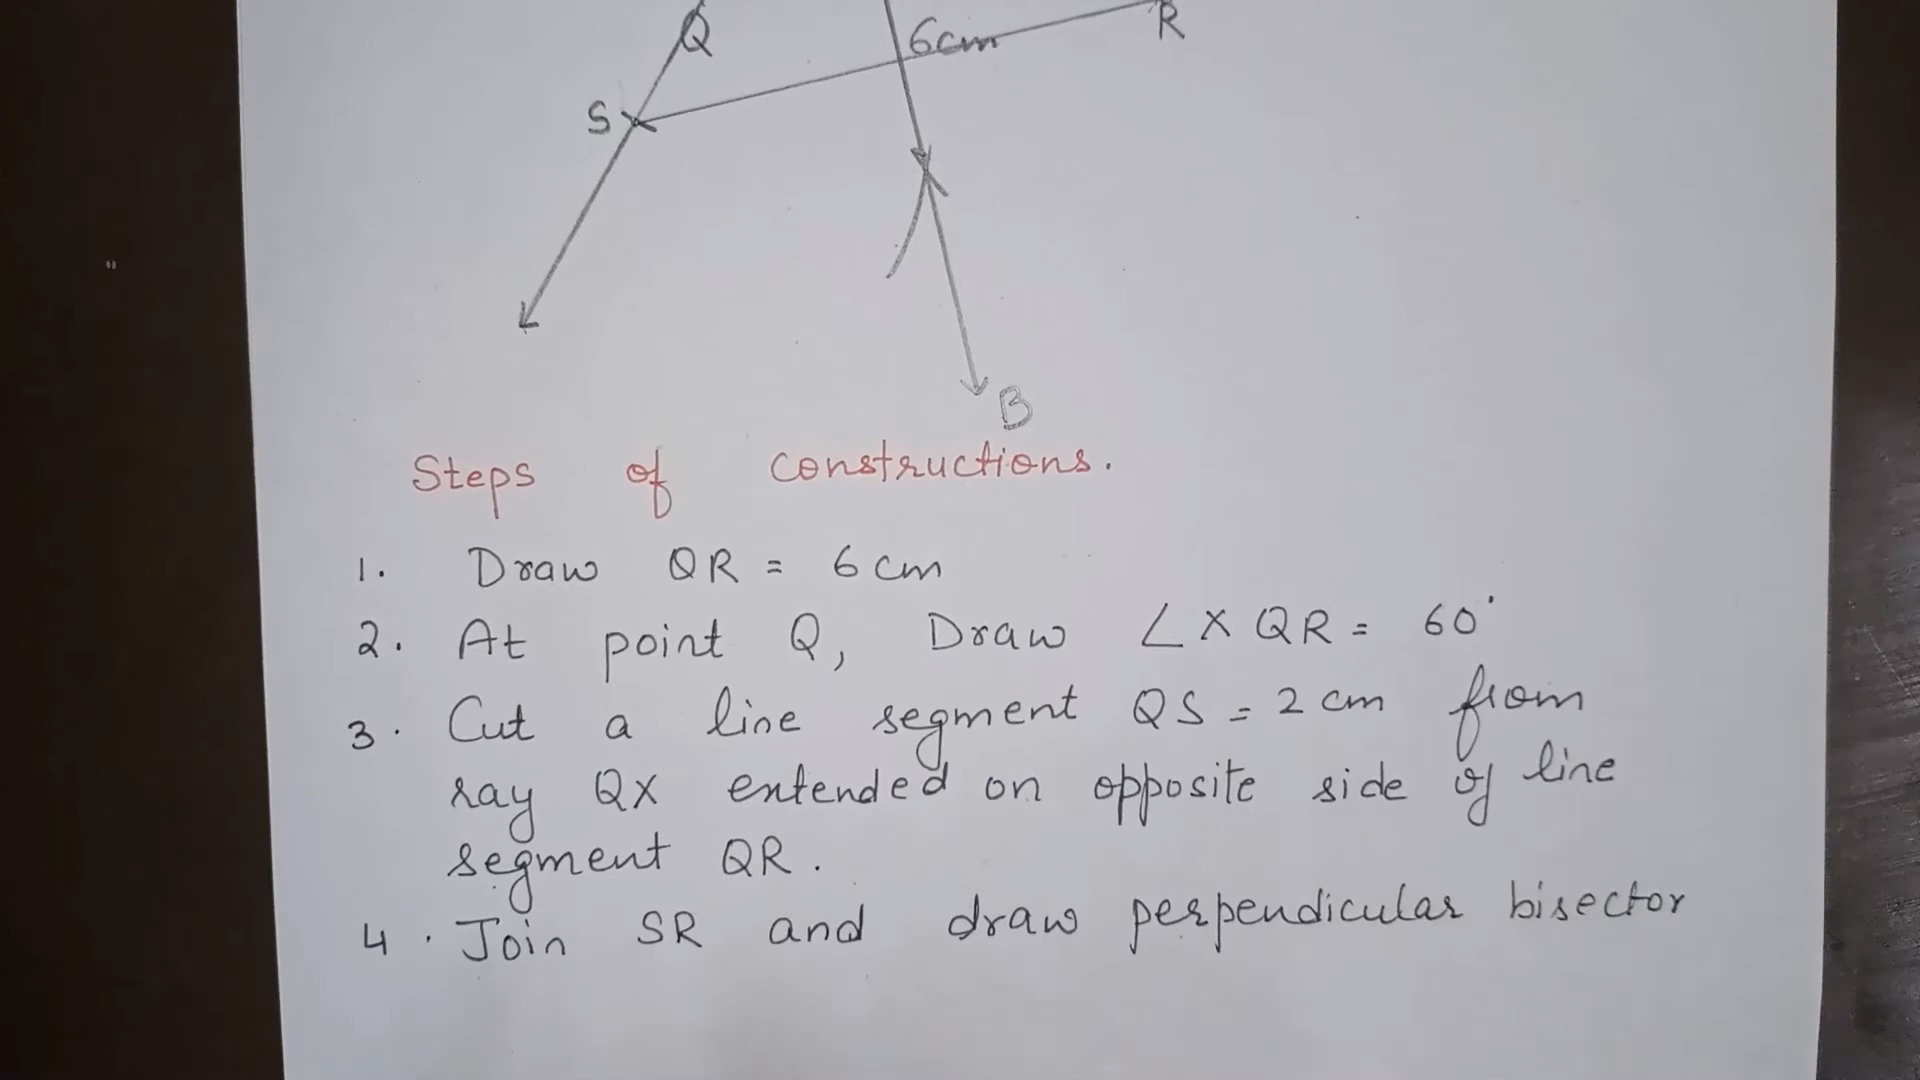 Q
6cm
R
S
B
Steps of constructions.
1. Draw QR = 6 cm
2. At point Q, Draw ∠XQR = 60°
3. Cut a line segment QS = 2 cm from
ray QX extended on opposite side of line
segment QR.
4. Join SR and draw perpendicular bisector